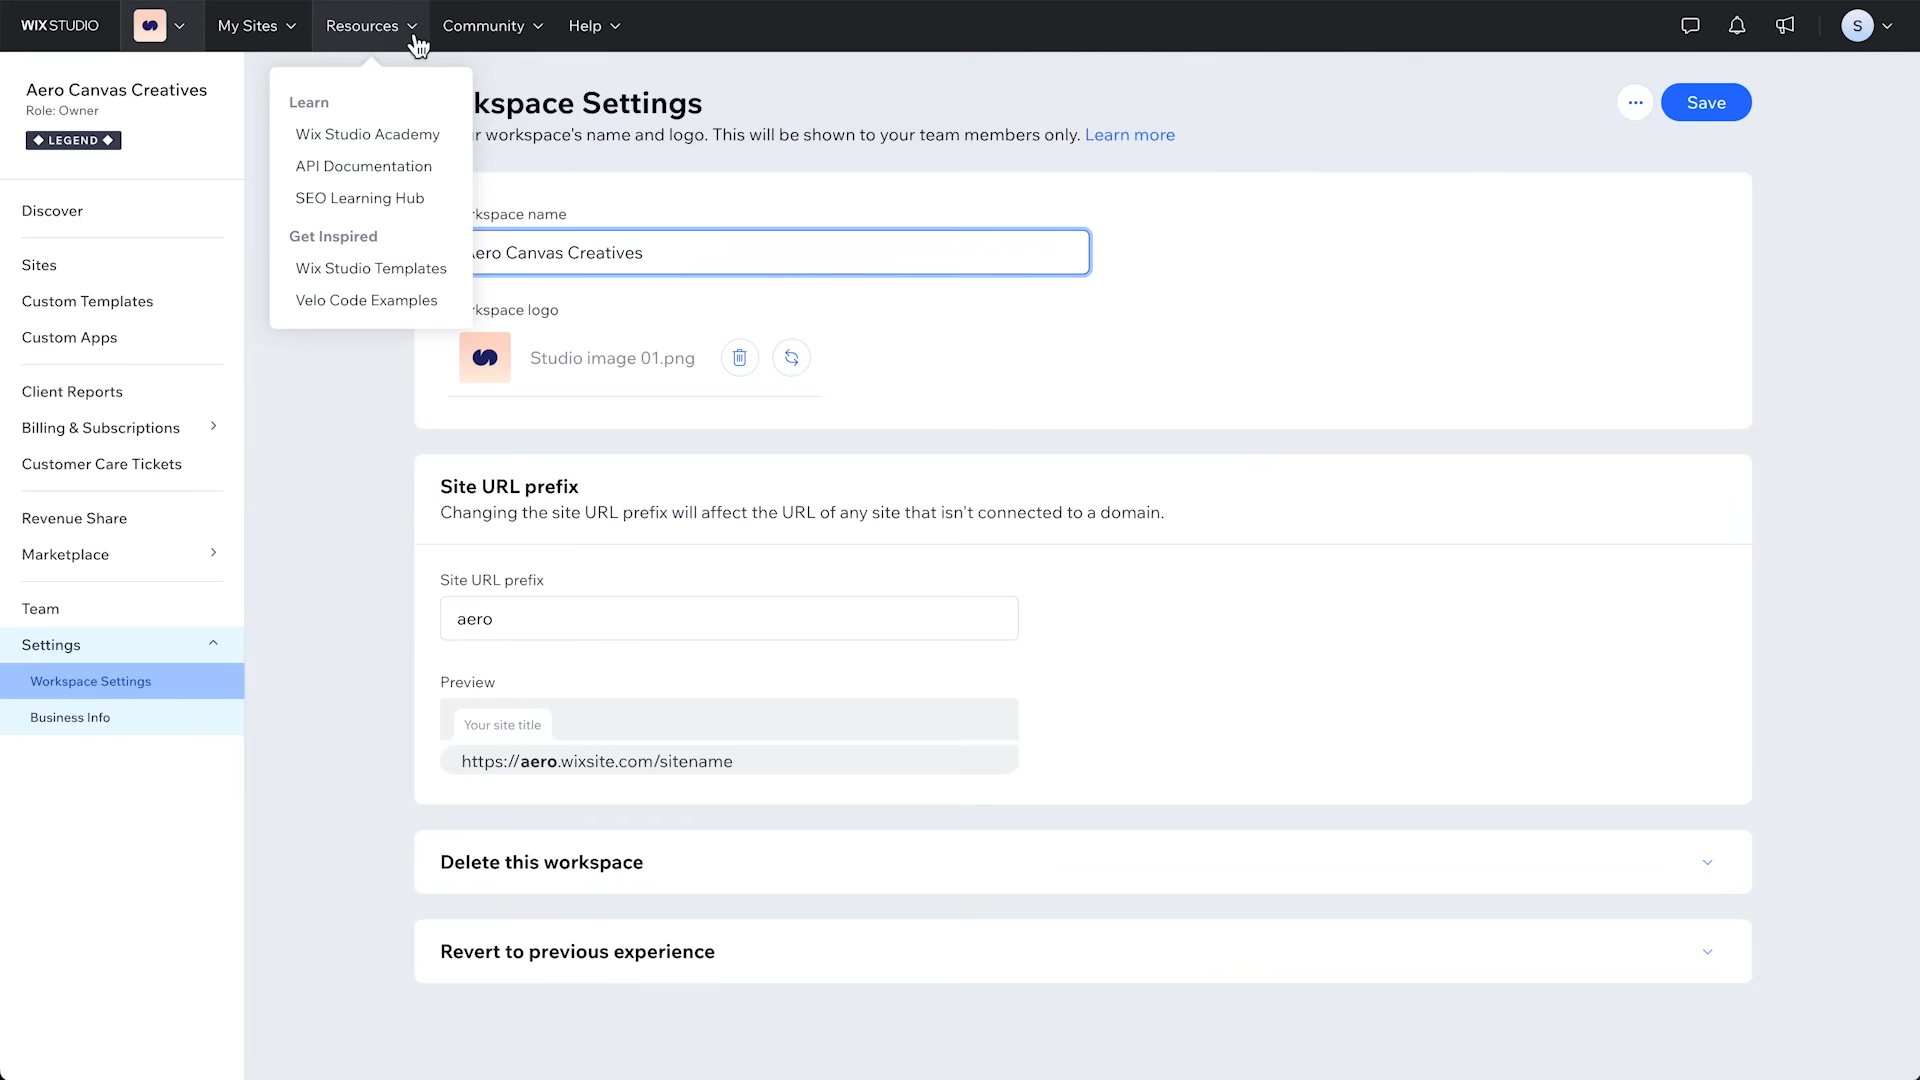 WIX STUDIO
My Sites
Resources
Community
Help
S
Aero Canvas Creatives
Role: Owner
LEGEND
Discover
Sites
Custom Templates
Custom Apps
Client Reports
Billing & Subscriptions
Customer Care Tickets
Revenue Share
Marketplace
Team
Settings
Workspace Settings
Business Info
Learn
Wix Studio Academy
API Documentation
SEO Learning Hub
Get Inspired
Wix Studio Templates
Velo Code Examples
kspace Settings
r workspace's name and logo. This will be shown to your team members only. Learn more
Save
kspace name
ero Canvas Creatives
kspace logo
Studio image 01.png
Site URL prefix
Changing the site URL prefix will affect the URL of any site that isn't connected to a domain.
Site URL prefix
aero
Preview
Your site title
https://aero.wixsite.com/sitename
Delete this workspace
Revert to previous experience